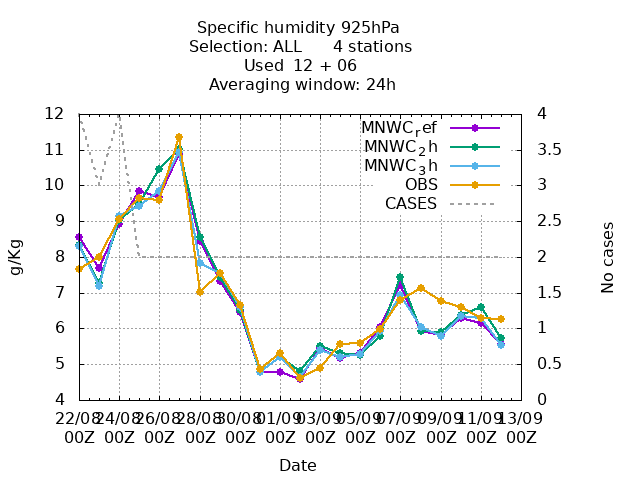 Specific humidity 925hPa
Selection: ALL 4 stations
Used 12 + 06
Averaging window: 24h
12 4
11 3.5
10 3
9 2.5
8 2
7 1.5
6 1
5 0.5
4 0
MNWC_ref
MNWC_2h
MNWC_3h
OBS
CASES
g/Kg
No cases
22/08 24/08 26/08 28/08 30/08 01/09 03/09 05/09 07/09 09/09 11/09 13/09
00Z 00Z 00Z 00Z 00Z 00Z 00Z 00Z 00Z 00Z 00Z 00Z
Date